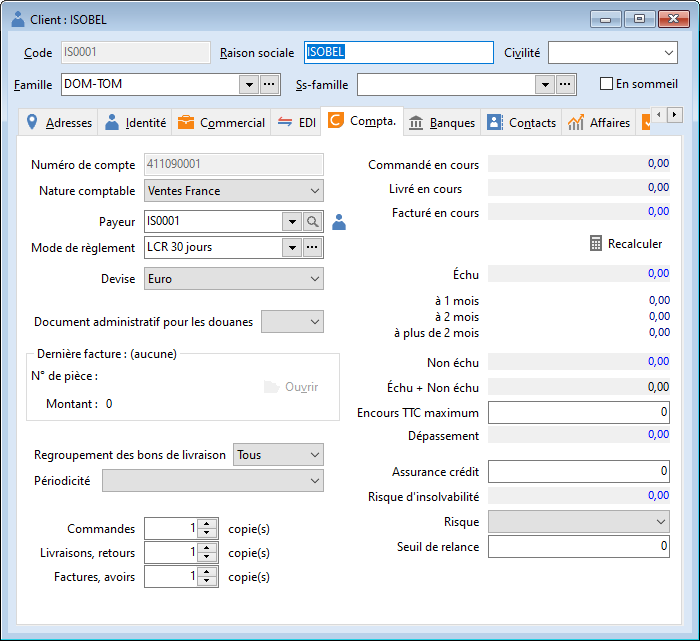 Client : ISOBEL
Code IS0001 Raison sociale ISOBEL Civilité
Famille DOM-TOM Ss-famille En sommeil
Adresses Identité Commercial EDI Compta. Banques Contacts Affaires
Numéro de compte 411090001
Nature comptable Ventes France
Payeur IS0001
Mode de règlement LCR 30 jours
Devise Euro
Document administratif pour les douanes
Dernière facture : (aucune)
N° de pièce :
Ouvrir
Montant : 0
Regroupement des bons de livraison Tous
Périodicité
Commandes 1 copie(s)
Livraisons, retours 1 copie(s)
Factures, avoirs 1 copie(s)
Commandé en cours 0,00
Livré en cours 0,00
Facturé en cours 0,00
Recalculer
Échu 0,00
à 1 mois 0,00
à 2 mois 0,00
à plus de 2 mois 0,00
Non échu 0,00
Échu + Non échu 0,00
Encours TTC maximum 0
Dépassement 0,00
Assurance crédit 0
Risque d'insolvabilité 0,00
Risque
Seuil de relance 0